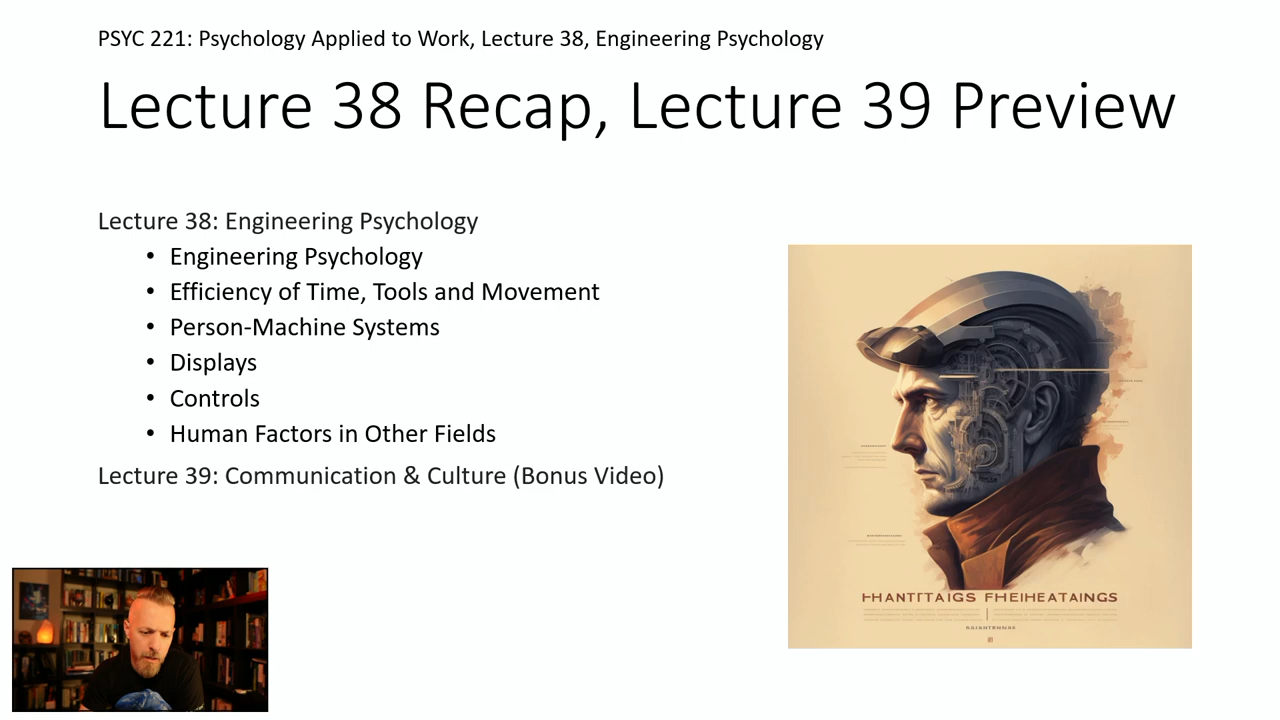 PSYC 221: Psychology Applied to Work, Lecture 38, Engineering Psychology
Lecture 38 Recap, Lecture 39 Preview
Lecture 38: Engineering Psychology
• Engineering Psychology
• Efficiency of Time, Tools and Movement
• Person-Machine Systems
• Displays
• Controls
• Human Factors in Other Fields
Lecture 39: Communication & Culture (Bonus Video)